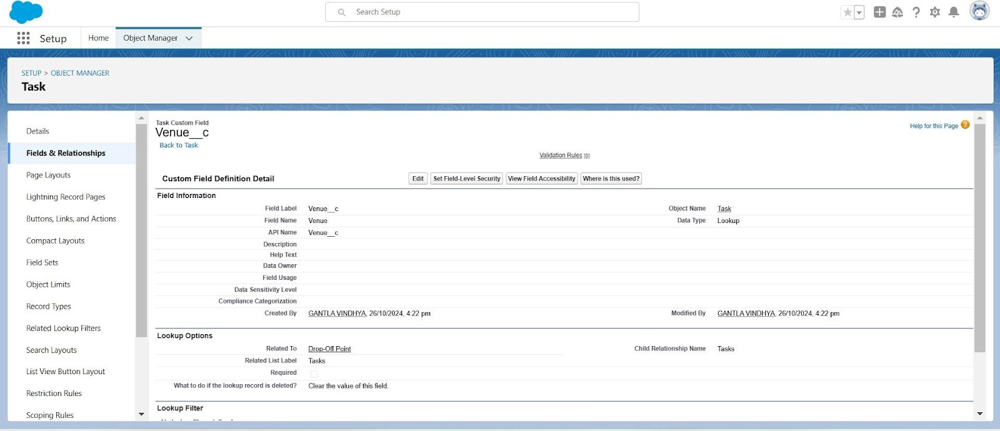 Search Setup
Setup
Home
Object Manager
SETUP > OBJECT MANAGER
Task
Details
Fields & Relationships
Page Layouts
Lightning Record Pages
Buttons, Links, and Actions
Compact Layouts
Field Sets
Object Limits
Record Types
Related Lookup Filters
Search Layouts
List View Button Layout
Restriction Rules
Scoping Rules
Task Custom Field
Venue__c
Back to Task
Help for this Page
Validation Rules [0]
Custom Field Definition Detail
Edit
Set Field-Level Security
View Field Accessibility
Where is this used?
Field Information
Field Label Venue__c Object Name Task
Field Name Venue Data Type Lookup
API Name Venue__c
Description
Help Text
Data Owner
Field Usage
Data Sensitivity Level
Compliance Categorization
Created By GANTLA VINDHYA, 26/10/2024, 4:22 pm Modified By GANTLA VINDHYA, 26/10/2024, 4:22 pm
Lookup Options
Related To Drop-Off Point Child Relationship Name Tasks
Related List Label Tasks
Required
What to do if the lookup record is deleted? Clear the value of this field.
Lookup Filter